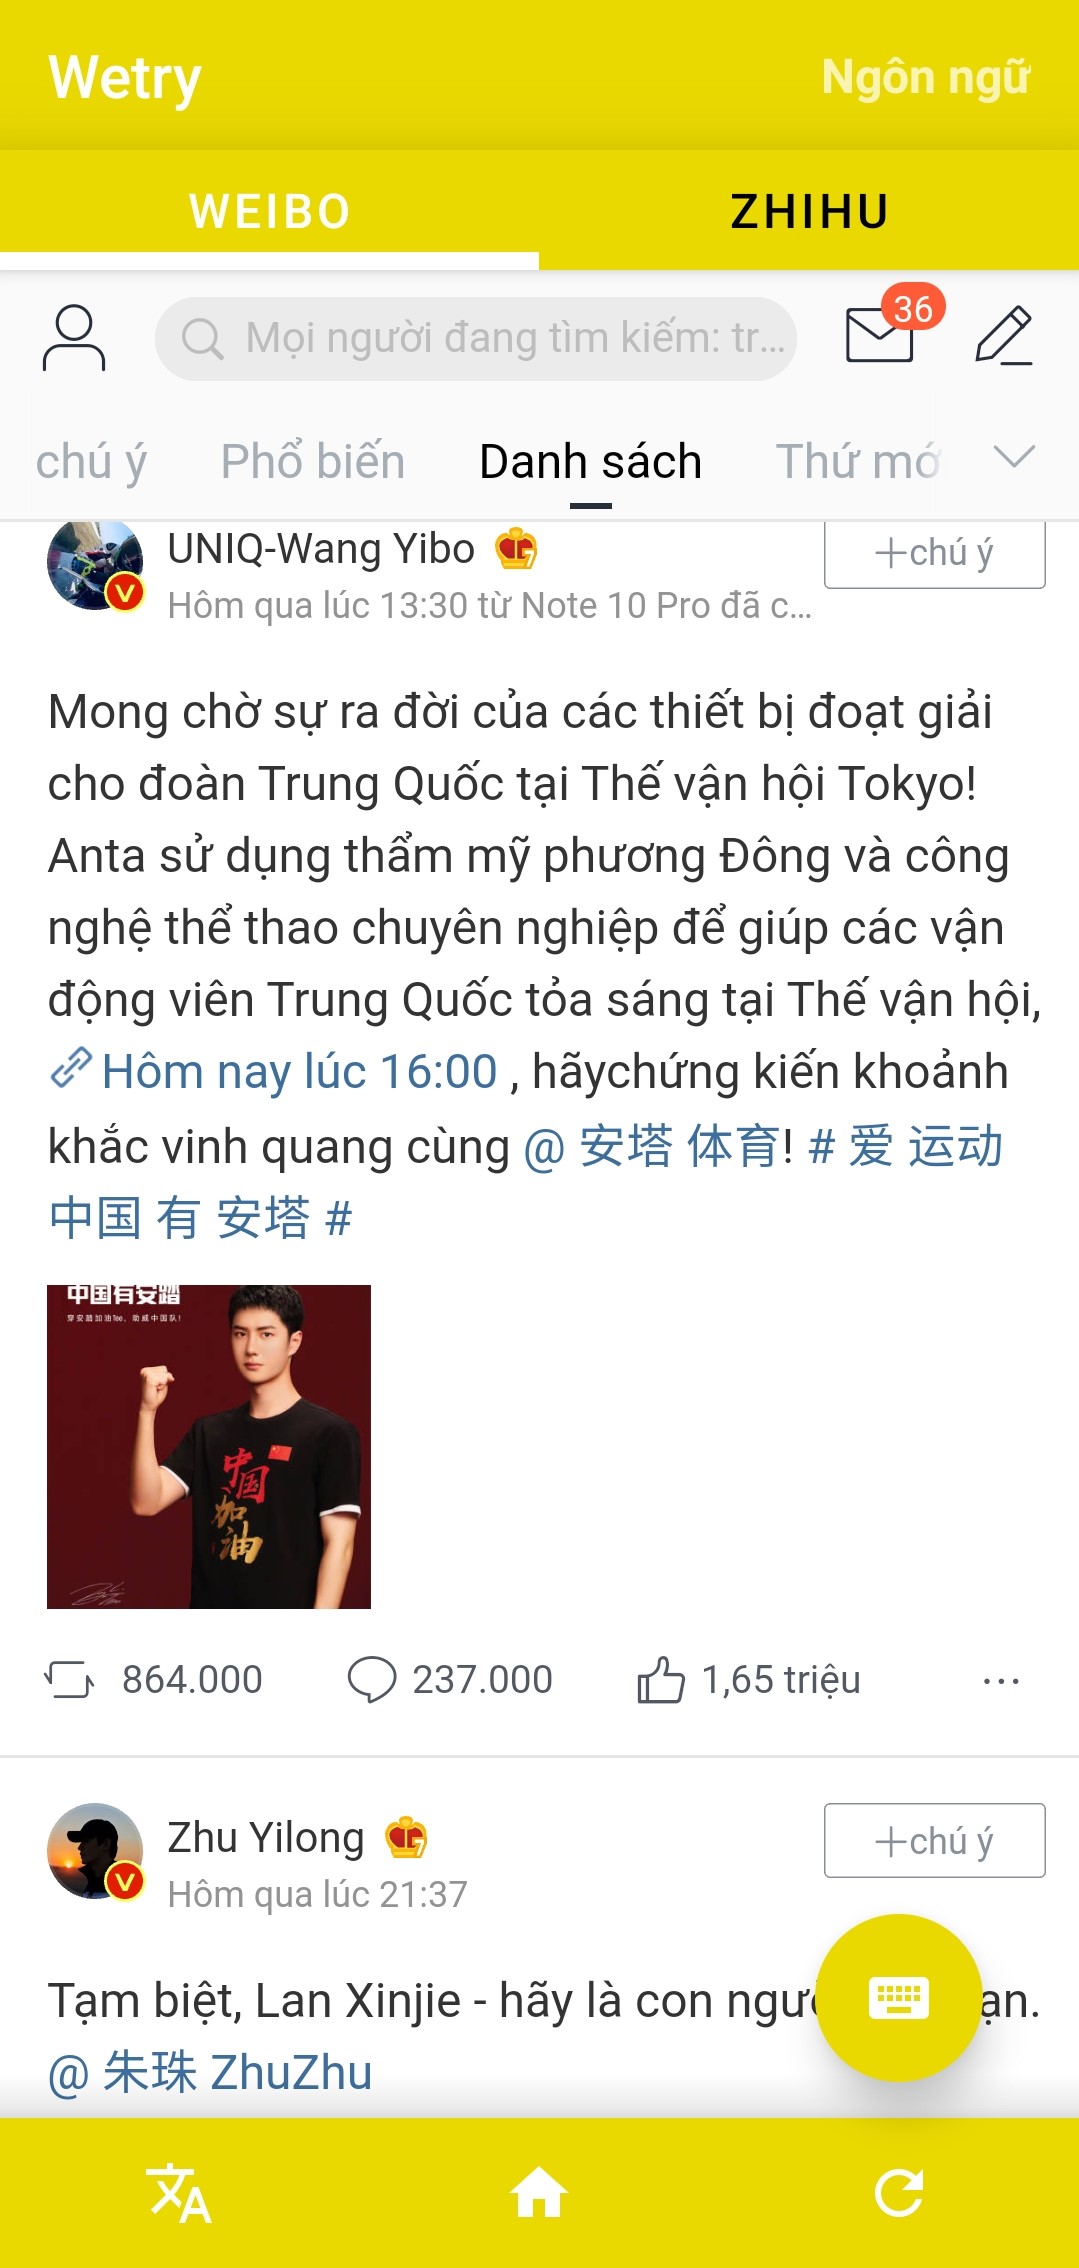 Wetry
Ngôn ngữ
WEIBO
ZHIHU
Mọi người đang tìm kiếm: tr...
36
chú ý
Phổ biến
Danh sách
Thứ mớ
UNIQ-Wang Yibo
+chú ý
Hôm qua lúc 13:30 từ Note 10 Pro đã c...
Mong chờ sự ra đời của các thiết bị đoạt giải
cho đoàn Trung Quốc tại Thế vận hội Tokyo!
Anta sử dụng thẩm mỹ phương Đông và công
nghệ thể thao chuyên nghiệp để giúp các vận
động viên Trung Quốc tỏa sáng tại Thế vận hội,
Hôm nay lúc 16:00 , hãychứng kiến khoảnh
khắc vinh quang cùng @ 安塔 体育! # 爱 运动
中国 有 安塔 #
中国有安踏
穿安踏加油Tee, 助威中国队!
中国
加油
864.000
237.000
1,65 triệu
Zhu Yilong
+chú ý
Hôm qua lúc 21:37
Tạm biệt, Lan Xinjie - hãy là con ngư ạn.
@ 朱珠 ZhuZhu